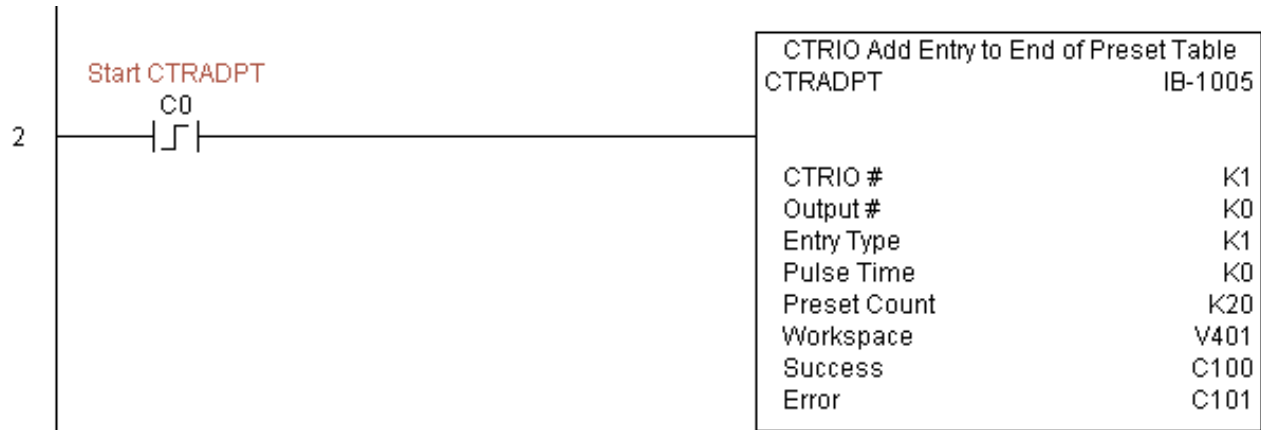 CTRIO Add Entry to End of Preset Table
CTRADPT IB-1005
Start CTRADPT
C0
2
CTRIO # K1
Output # K0
Entry Type K1
Pulse Time K0
Preset Count K20
Workspace V401
Success C100
Error C101